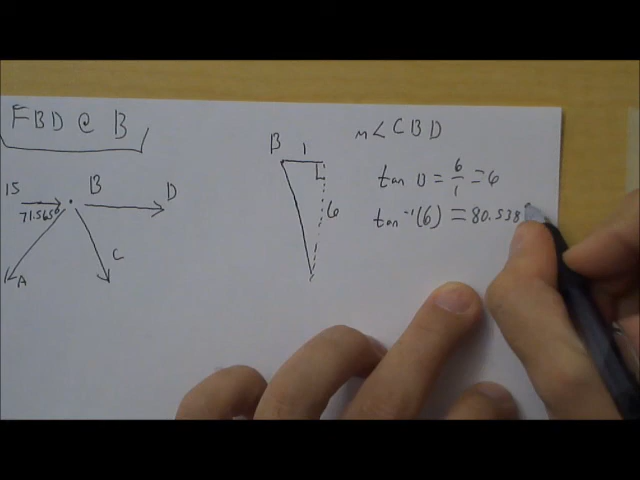 FBD @ B
15
71.565°
B
D
A
C
B
1
6
m∠CBD
tan θ = 6/1 = 6
tan⁻¹(6) = 80.538